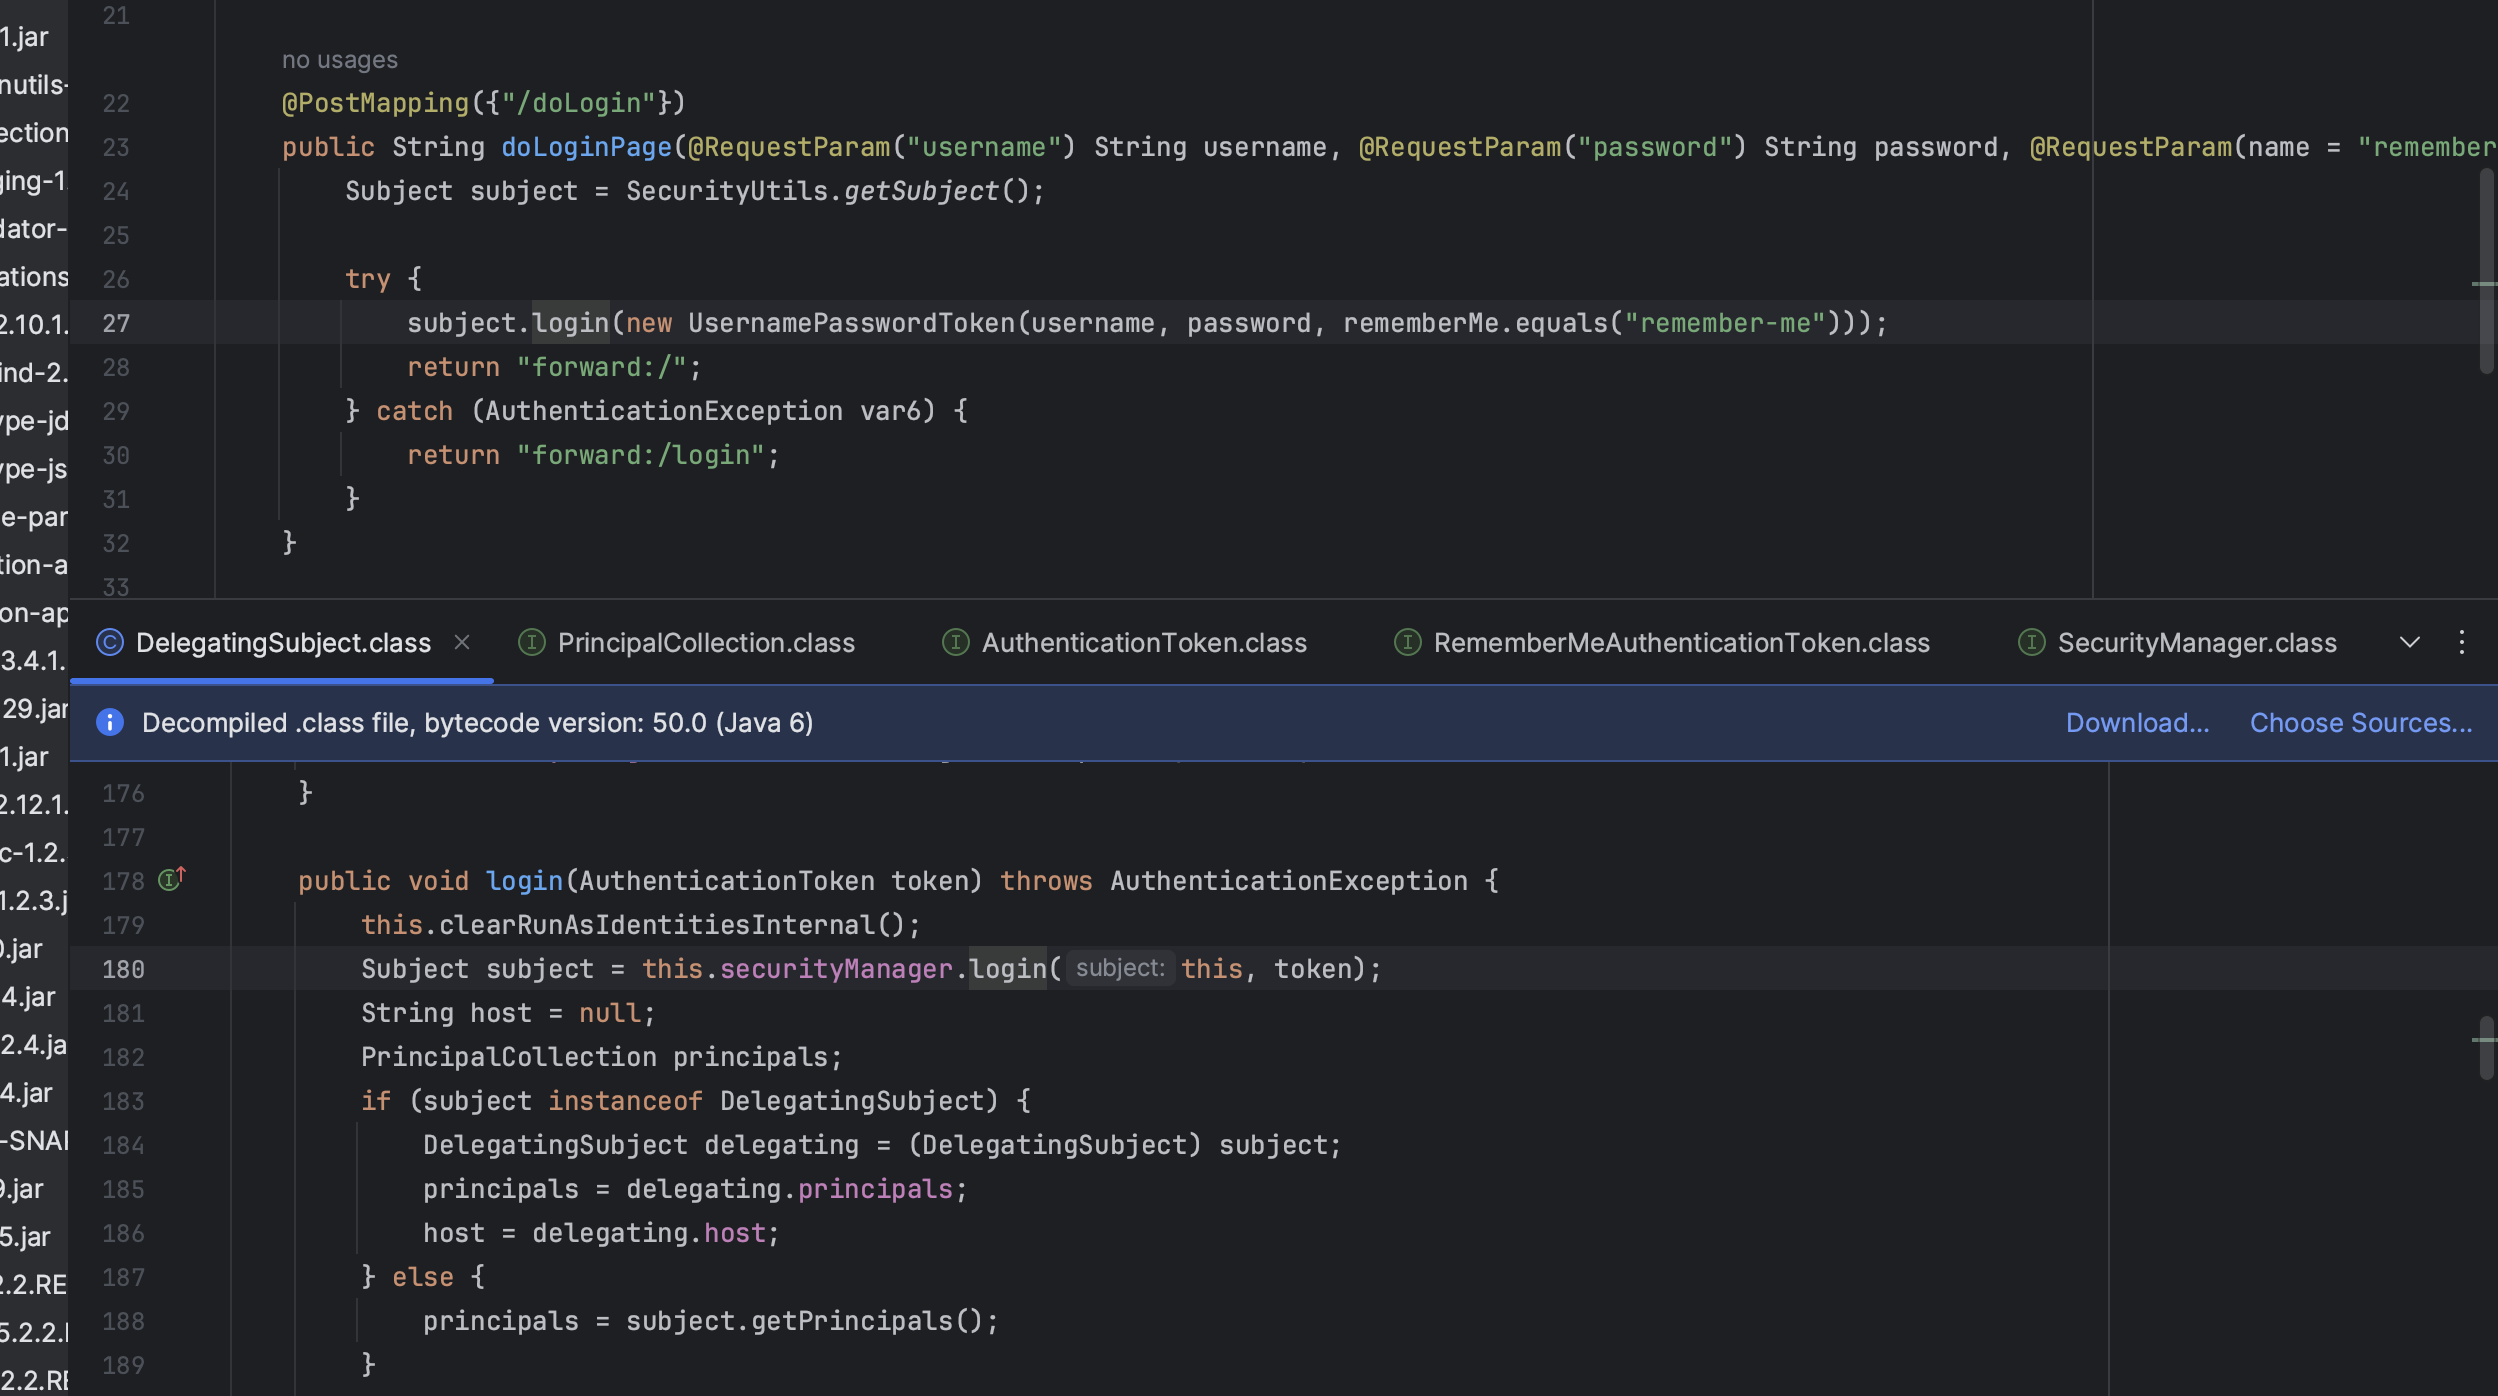 1.jar
nutils-
ection
ging-1.
dator-
ations
2.10.1.
ind-2.
ype-jd
ype-js
e-par
tion-a
on-ap
3.4.1.
29.jar
1.jar
2.12.1.
c-1.2.
1.2.3.j
0.jar
4.jar
2.4.ja
4.jar
-SNAI
9.jar
5.jar
2.2.RE
5.2.2.
2.2.RE
21
no usages
22 @PostMapping({"/doLogin"})
23 public String doLoginPage(@RequestParam("username") String username, @RequestParam("password") String password, @RequestParam(name = "remember
24 Subject subject = SecurityUtils.getSubject();
25
26 try {
27 subject.login(new UsernamePasswordToken(username, password, rememberMe.equals("remember-me")));
28 return "forward:/";
29 } catch (AuthenticationException var6) {
30 return "forward:/login";
31 }
32 }
33
DelegatingSubject.class PrincipalCollection.class AuthenticationToken.class RememberMeAuthenticationToken.class SecurityManager.class
Decompiled .class file, bytecode version: 50.0 (Java 6) Download... Choose Sources...
176 }
177
178 public void login(AuthenticationToken token) throws AuthenticationException {
179 this.clearRunAsIdentitiesInternal();
180 Subject subject = this.securityManager.login( subject: this, token);
181 String host = null;
182 PrincipalCollection principals;
183 if (subject instanceof DelegatingSubject) {
184 DelegatingSubject delegating = (DelegatingSubject) subject;
185 principals = delegating.principals;
186 host = delegating.host;
187 } else {
188 principals = subject.getPrincipals();
189 }